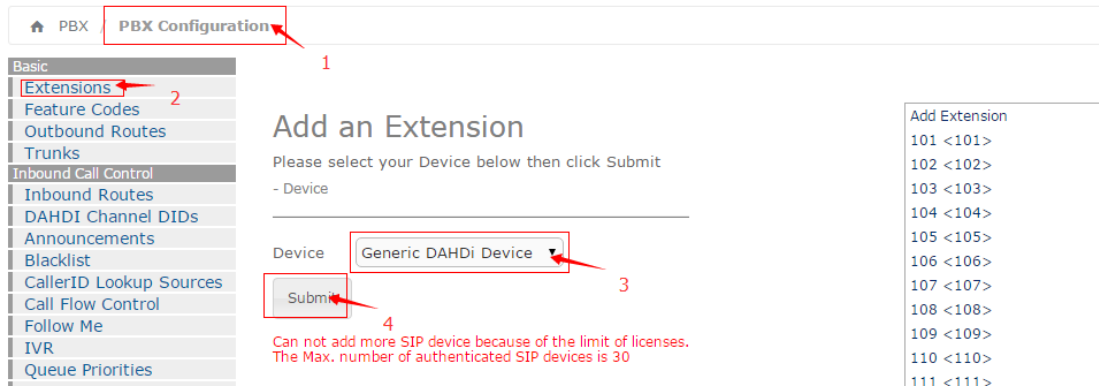 PBX / PBX Configuration
1
Basic
Extensions
2
Feature Codes
Outbound Routes
Trunks
Inbound Call Control
Inbound Routes
DAHDI Channel DIDs
Announcements
Blacklist
CallerID Lookup Sources
Call Flow Control
Follow Me
IVR
Queue Priorities
Add an Extension
Please select your Device below then click Submit
- Device
Device Generic DAHDi Device
3
Submit
4
Can not add more SIP device because of the limit of licenses.
The Max. number of authenticated SIP devices is 30
Add Extension
101 <101>
102 <102>
103 <103>
104 <104>
105 <105>
106 <106>
107 <107>
108 <108>
109 <109>
110 <110>
111 <111>